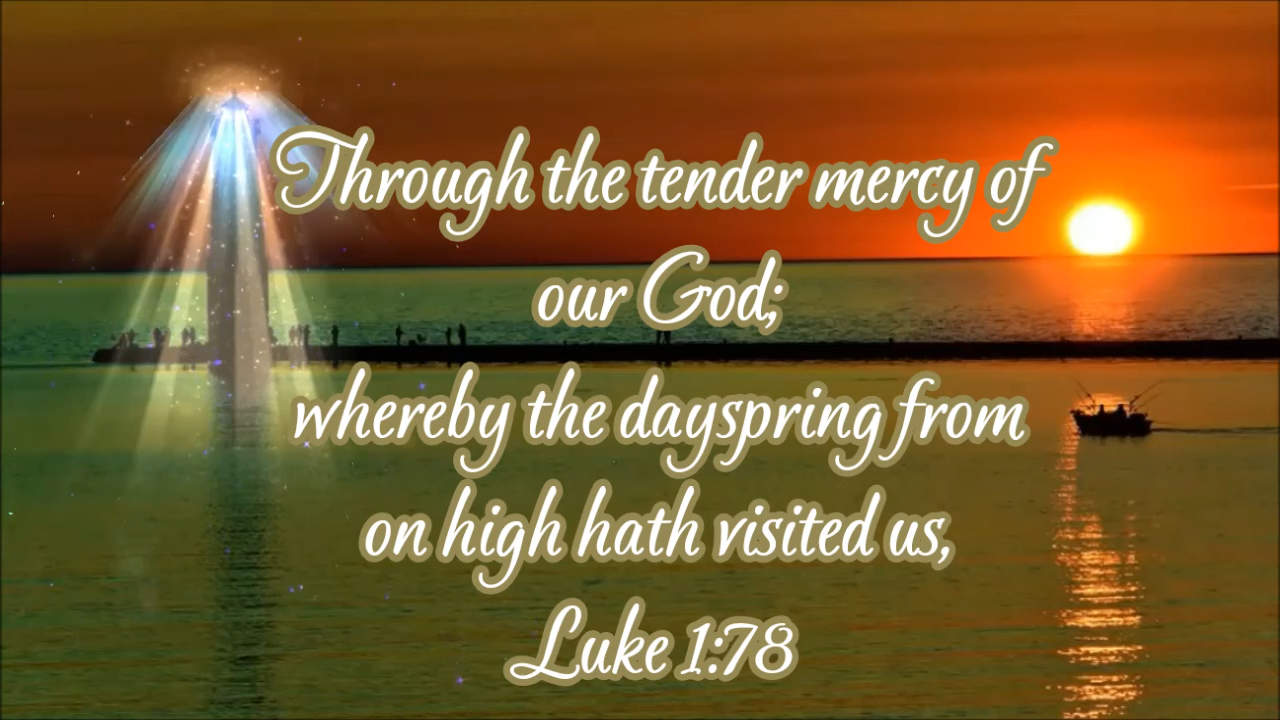 Through the tender mercy of
our God;
whereby the dayspring from
on high hath visited us,
Luke 1:78